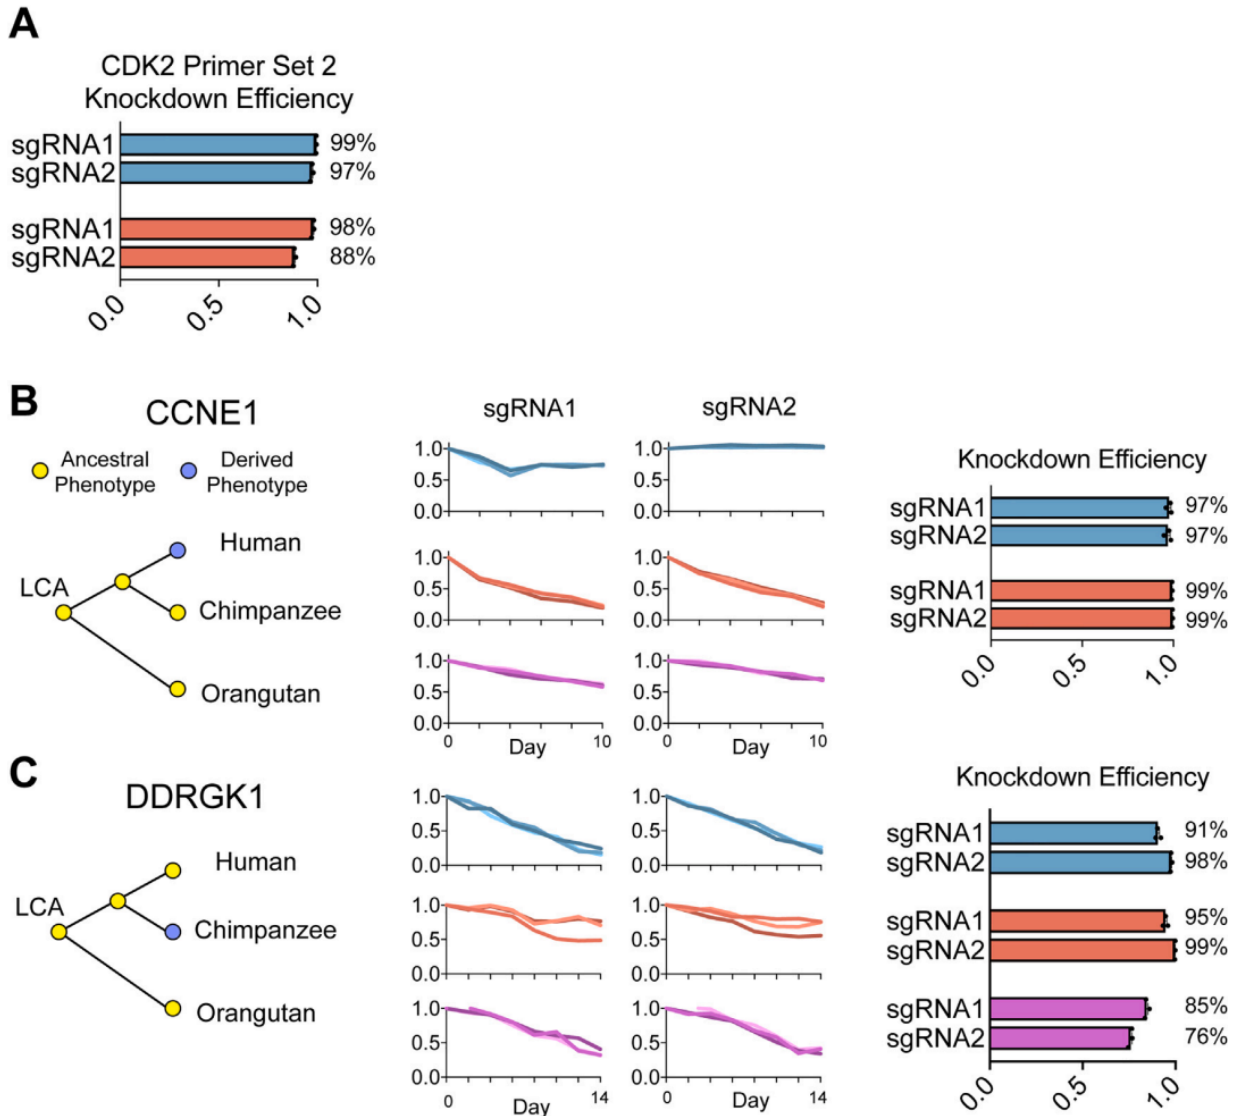 A
CDK2 Primer Set 2
Knockdown Efficiency
sgRNA1 99%
sgRNA2 97%
sgRNA1 98%
sgRNA2 88%
0.0 0.5 1.0
B
CCNE1
Ancestral Phenotype
Derived Phenotype
LCA
Human
Chimpanzee
Orangutan
sgRNA1 sgRNA2
1.0 1.0
0.5 0.5
0.0 0.0
1.0 1.0
0.5 0.5
0.0 0.0
1.0 1.0
0.5 0.5
0.0 0.0
0 Day 10 0 Day 10
Knockdown Efficiency
sgRNA1 97%
sgRNA2 97%
sgRNA1 99%
sgRNA2 99%
0.0 0.5 1.0
C
DDRGK1
LCA
Human
Chimpanzee
Orangutan
1.0 1.0
0.5 0.5
0.0 0.0
1.0 1.0
0.5 0.5
0.0 0.0
1.0 1.0
0.5 0.5
0.0 0.0
0 Day 14 0 Day 14
Knockdown Efficiency
sgRNA1 91%
sgRNA2 98%
sgRNA1 95%
sgRNA2 99%
sgRNA1 85%
sgRNA2 76%
0.0 0.5 1.0